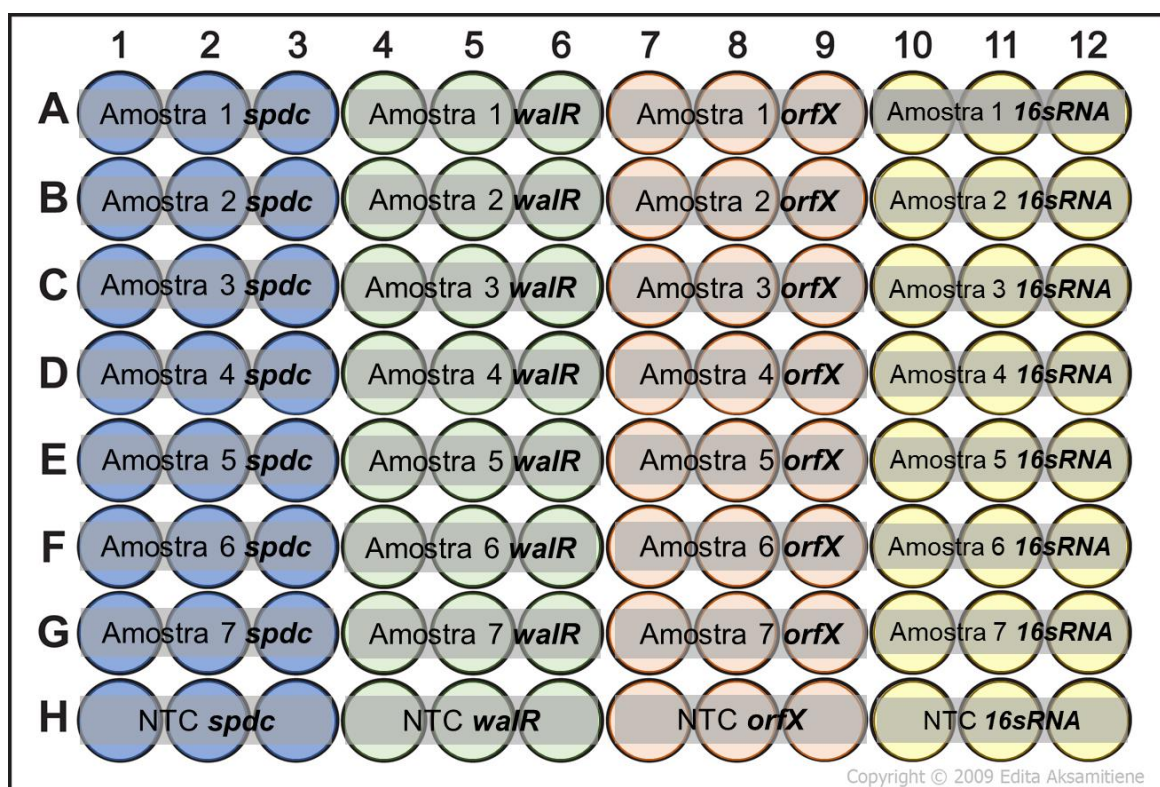 1 2 3 4 5 6 7 8 9 10 11 12
A Amostra 1 spdc Amostra 1 walR Amostra 1 orfX Amostra 1 16sRNA
B Amostra 2 spdc Amostra 2 walR Amostra 2 orfX Amostra 2 16sRNA
C Amostra 3 spdc Amostra 3 walR Amostra 3 orfX Amostra 3 16sRNA
D Amostra 4 spdc Amostra 4 walR Amostra 4 orfX Amostra 4 16sRNA
E Amostra 5 spdc Amostra 5 walR Amostra 5 orfX Amostra 5 16sRNA
F Amostra 6 spdc Amostra 6 walR Amostra 6 orfX Amostra 6 16sRNA
G Amostra 7 spdc Amostra 7 walR Amostra 7 orfX Amostra 7 16sRNA
H NTC spdc NTC walR NTC orfX NTC 16sRNA
Copyright © 2009 Edita Aksamitiene